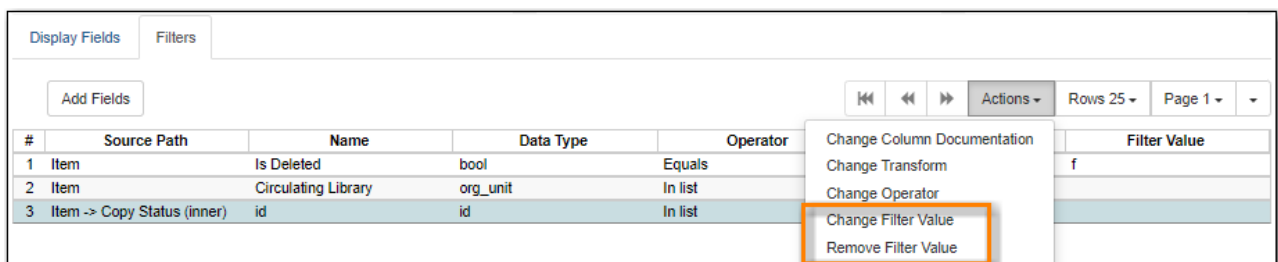 Display Fields Filters
Add Fields Actions Rows 25 Page 1
# Source Path Name Data Type Operator Filter Value
Change Column Documentation
1 Item Is Deleted bool Equals f
Change Transform
2 Item Circulating Library org_unit In list
Change Operator
3 Item -> Copy Status (inner) id id In list
Change Filter Value
Remove Filter Value